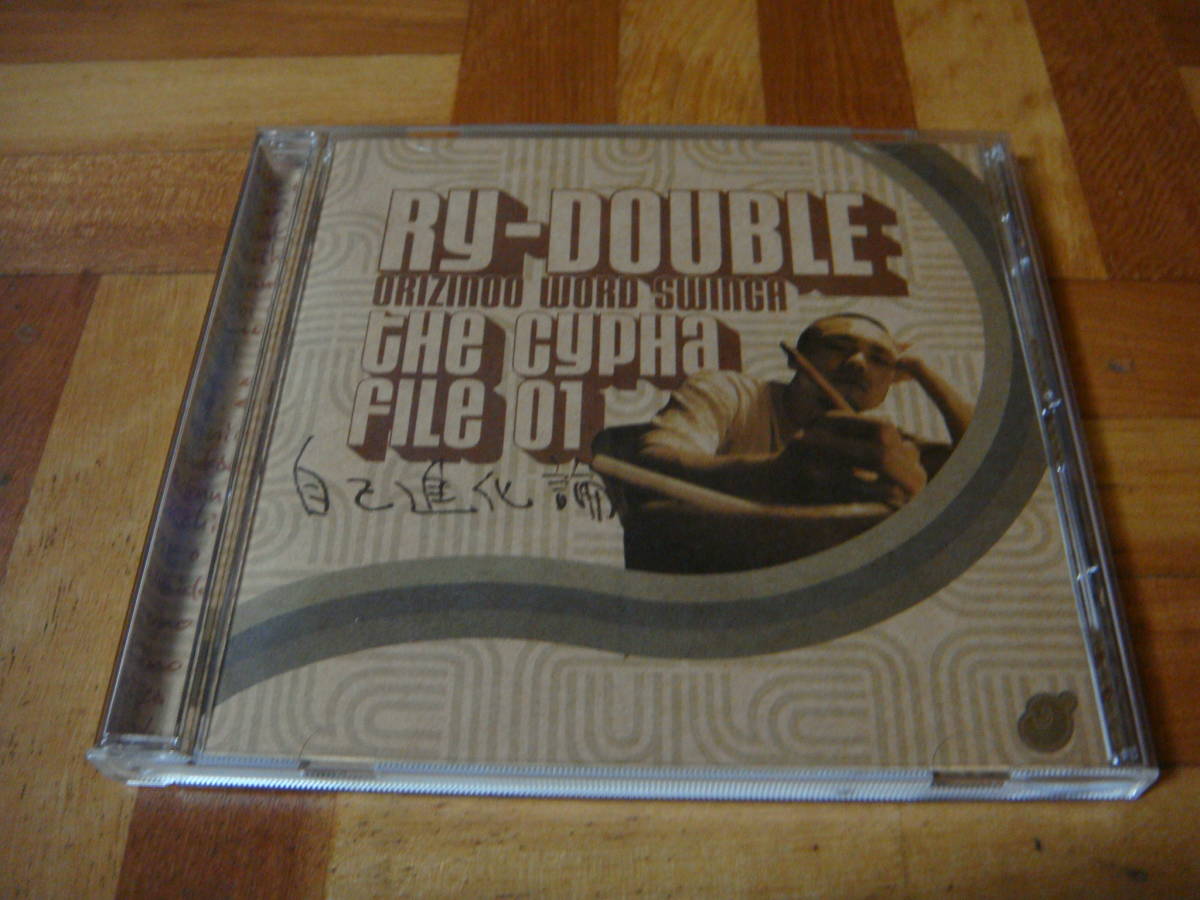 RY-DOUBLE
ORIZINOO WORD SWINGA
tHE CYPHa
FILE 01
自己進化論